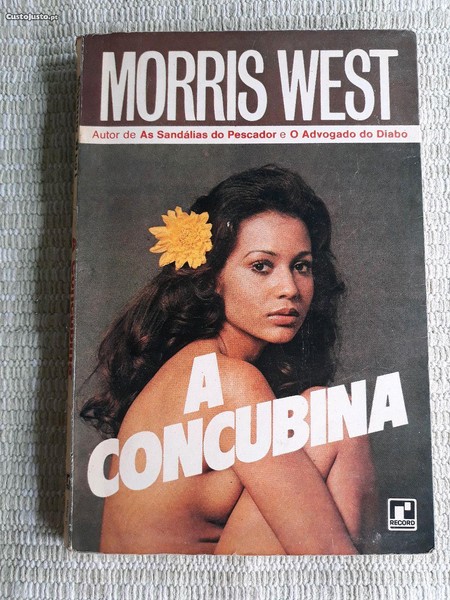 CustoJusto.pt
MORRIS WEST
Autor de As Sandálias do Pescador e O Advogado do Diabo
A
CONCUBINA
RECORD